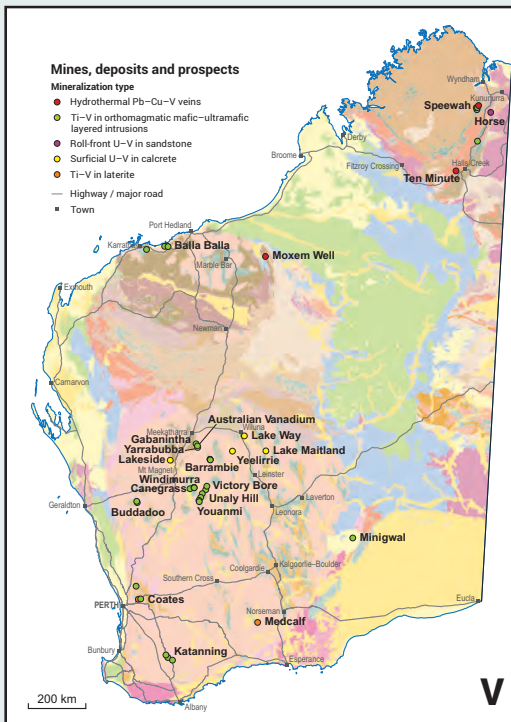 Mines, deposits and prospects
Mineralization type
Hydrothermal Pb–Cu–V veins
Ti–V in orthomagmatic mafic–ultramafic
layered intrusions
Roll-front U–V in sandstone
Surficial U–V in calcrete
Ti–V in laterite
Highway / major road
Town
Wyndham
Kununurra
Speewah
Horse
Derby
Broome
Fitzroy Crossing
Halls Creek
Ten Minute
Port Hedland
Karratha
Balla Balla
Marble Bar
Moxem Well
Exmouth
Newman
Carnarvon
Australian Vanadium
Meekatharra
Gabanintha
Wiluna
Lake Way
Yarrabubba
Lakeside
Lake Maitland
Yeelirrie
Barrambie
Mt Magnet
Leinster
Windimurra
Canegrass
Victory Bore
Laverton
Unaly Hill
Geraldton
Buddadoo
Youanmi
Leonora
Minigwal
Kalgoorlie–Boulder
Coolgardie
Southern Cross
Coates
PERTH
Eucla
Norseman
Medcalf
Bunbury
Katanning
Esperance
Albany
200 km
V